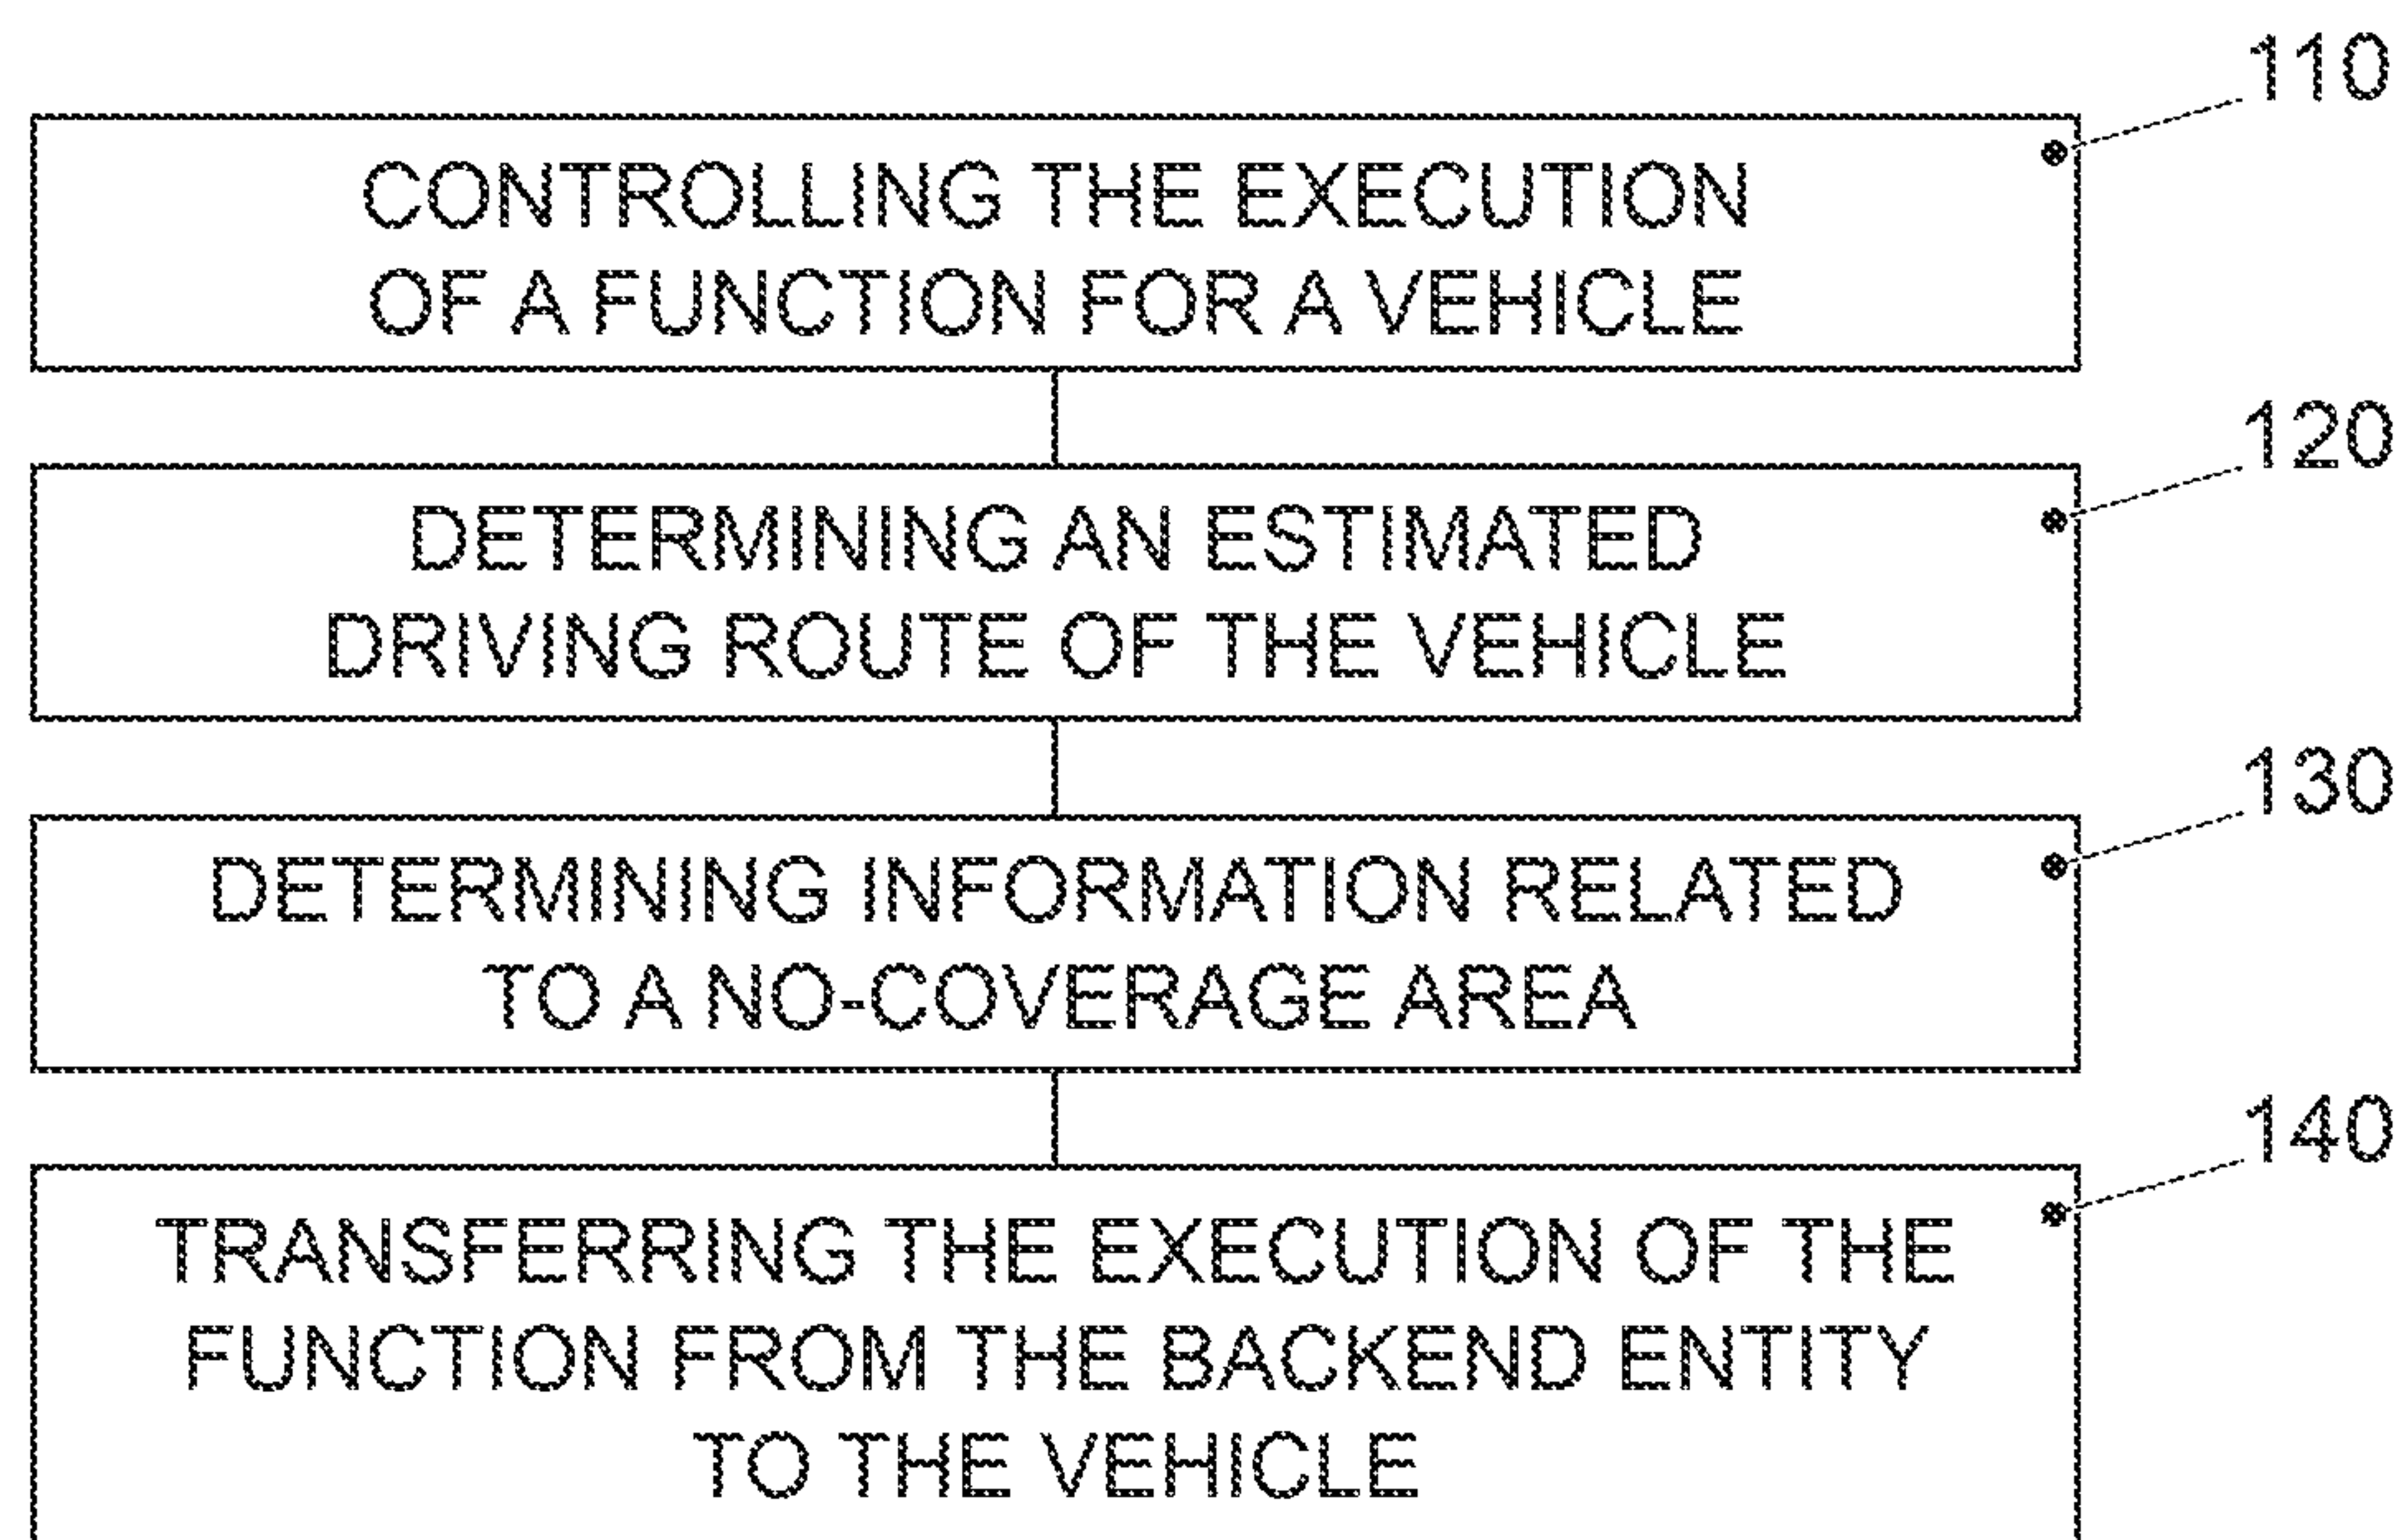 110
CONTROLLING THE EXECUTION
OF A FUNCTION FOR A VEHICLE
120
DETERMINING AN ESTIMATED
DRIVING ROUTE OF THE VEHICLE
130
DETERMINING INFORMATION RELATED
TO A NO-COVERAGE AREA
140
TRANSFERRING THE EXECUTION OF THE
FUNCTION FROM THE BACKEND ENTITY
TO THE VEHICLE